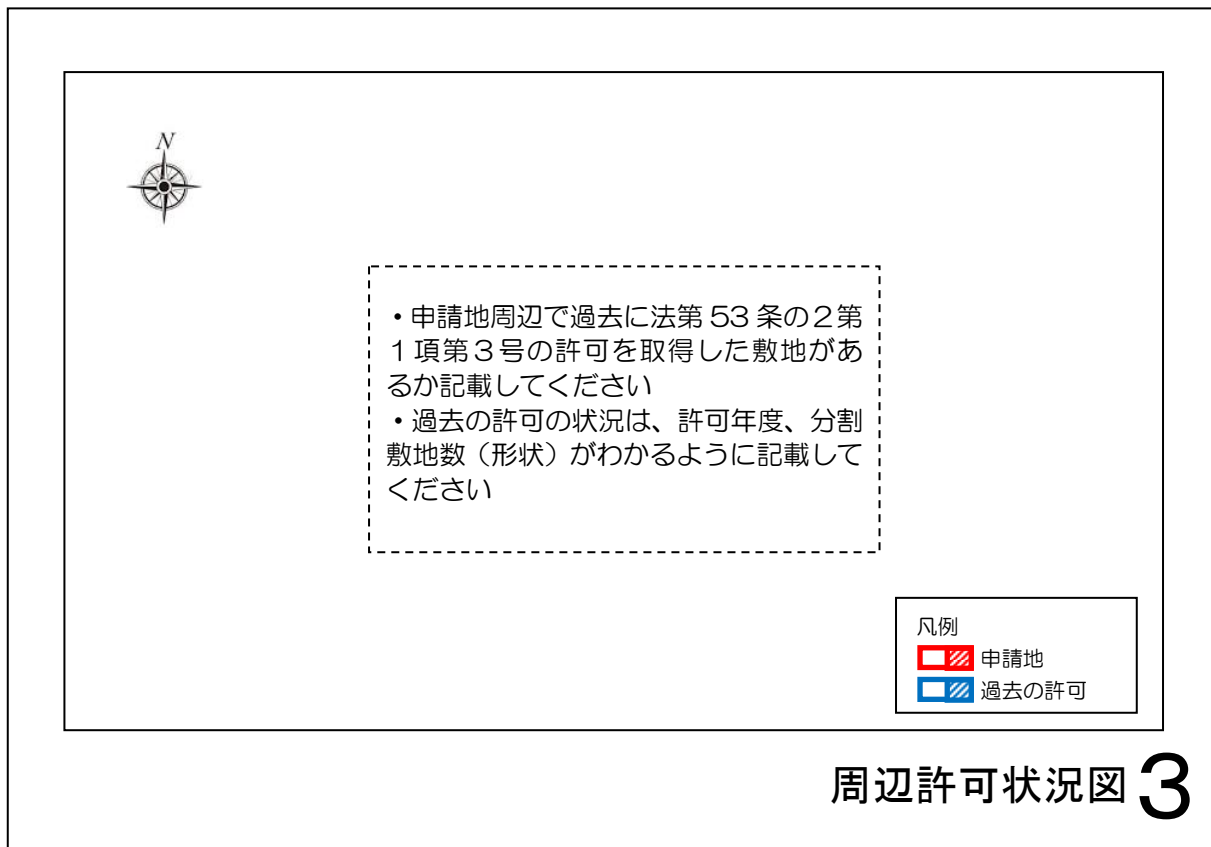 N
・申請地周辺で過去に法第 53 条の２第
１項第３号の許可を取得した敷地があ
るか記載してください
・過去の許可の状況は、許可年度、分割
敷地数（形状）がわかるように記載して
ください
凡例
申請地
過去の許可
周辺許可状況図 3